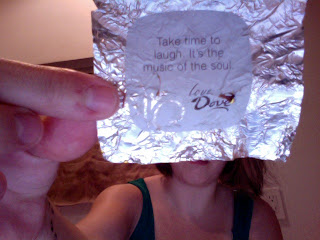 Take time to
laugh. It's the
music of the soul.
love,
Dove